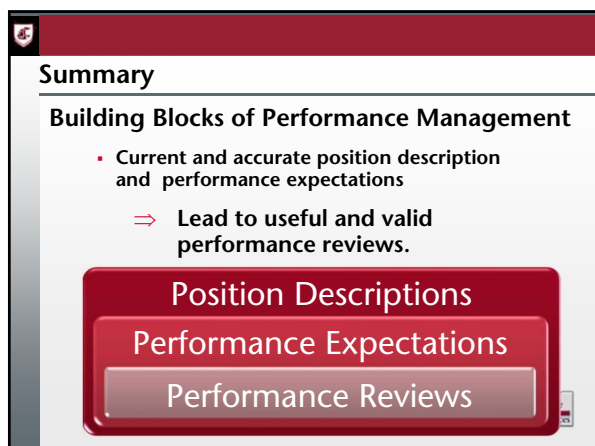 Summary
Building Blocks of Performance Management
▪ Current and accurate position description
and performance expectations
⇒ Lead to useful and valid
performance reviews.
Position Descriptions
Performance Expectations
Performance Reviews